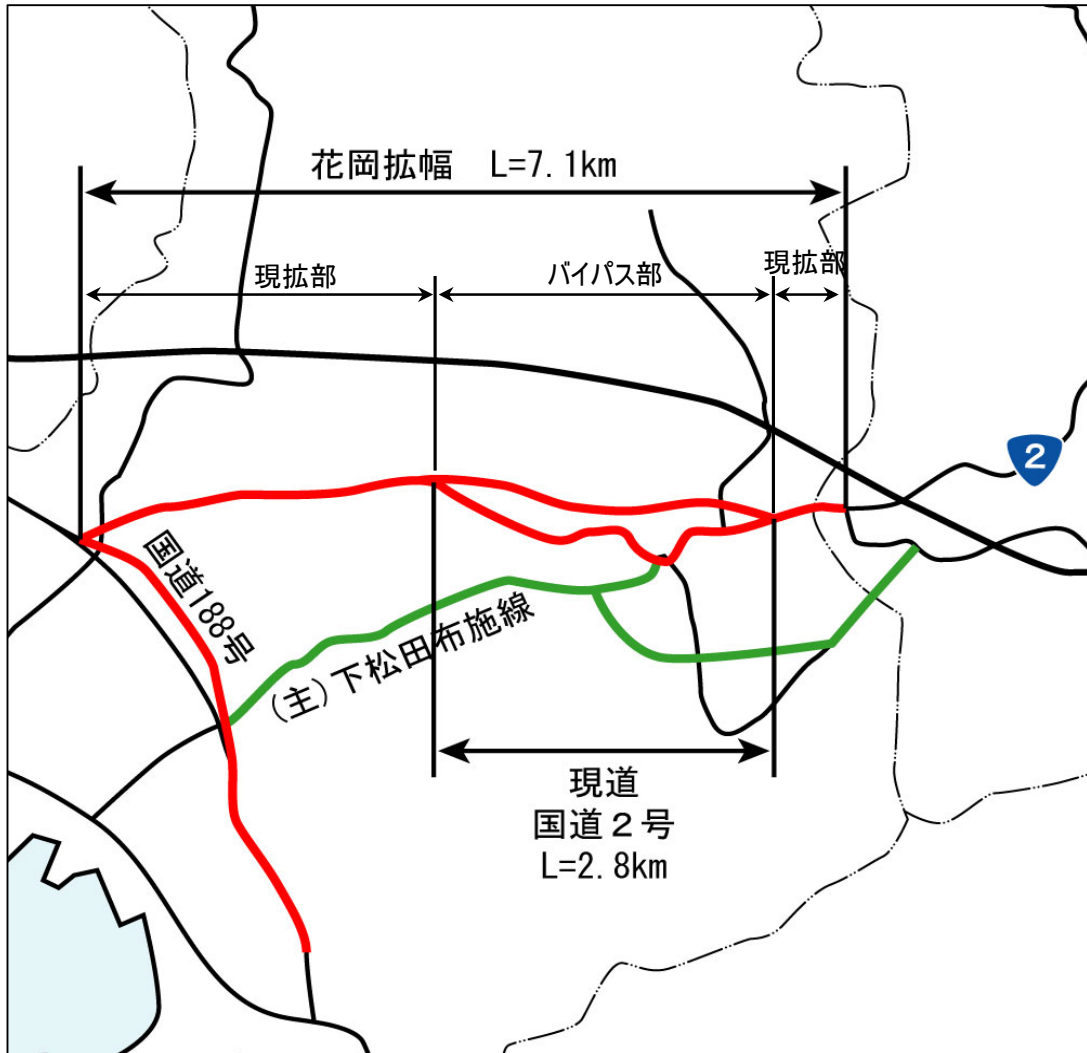 花岡拡幅　L=7.1km
現拡部
バイパス部
現拡部
2
国道188号
(主)下松田布施線
現道
国道２号
L=2.8km